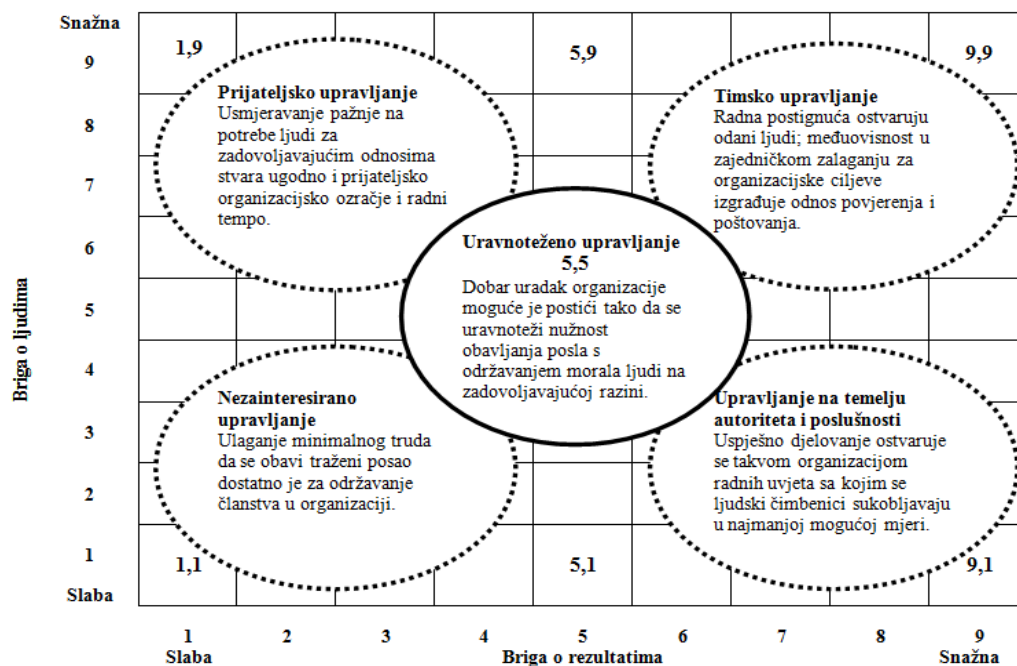 Snažna
9
8
7
6
5
4
3
2
1
Slaba
Briga o ljudima
1,9
5,9
9,9
Prijateljsko upravljanje
Usmjeravanje pažnje na
potrebe ljudi za
zadovoljavajućim odnosima
stvara ugodno i prijateljsko
organizacijsko ozračje i radni
tempo.
Timsko upravljanje
Radna postignuća ostvaruju
odani ljudi; međuovisnost u
zajedničkom zalaganju za
organizacijske ciljeve
izgrađuje odnos povjerenja i
poštovanja.
Uravnoteženo upravljanje
5,5
Dobar uradak organizacije
moguće je postići tako da se
uravnoteži nužnost
obavljanja posla s
održavanjem morala ljudi na
zadovoljavajućoj razini.
Nezainteresirano
upravljanje
Ulaganje minimalnog truda
da se obavi traženi posao
dostatno je za održavanje
članstva u organizaciji.
Upravljanje na temelju
autoriteta i poslušnosti
Uspješno djelovanje ostvaruje
se takvom organizacijom
radnih uvjeta sa kojim se
ljudski čimbenici sukobljavaju
u najmanjoj mogućoj mjeri.
1,1
5,1
9,1
1 2 3 4 5 6 7 8 9
Slaba Briga o rezultatima Snažna